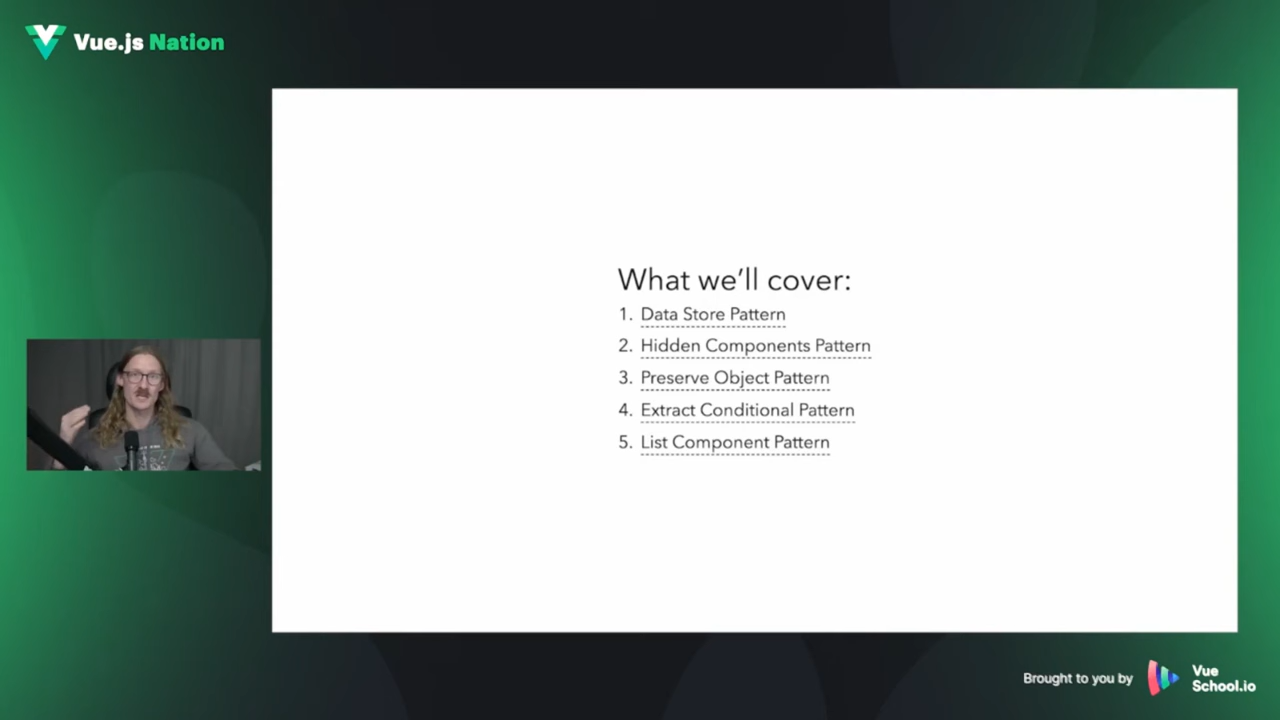 Vue.js Nation
What we'll cover:
1. Data Store Pattern
2. Hidden Components Pattern
3. Preserve Object Pattern
4. Extract Conditional Pattern
5. List Component Pattern
Brought to you by
Vue
School.io